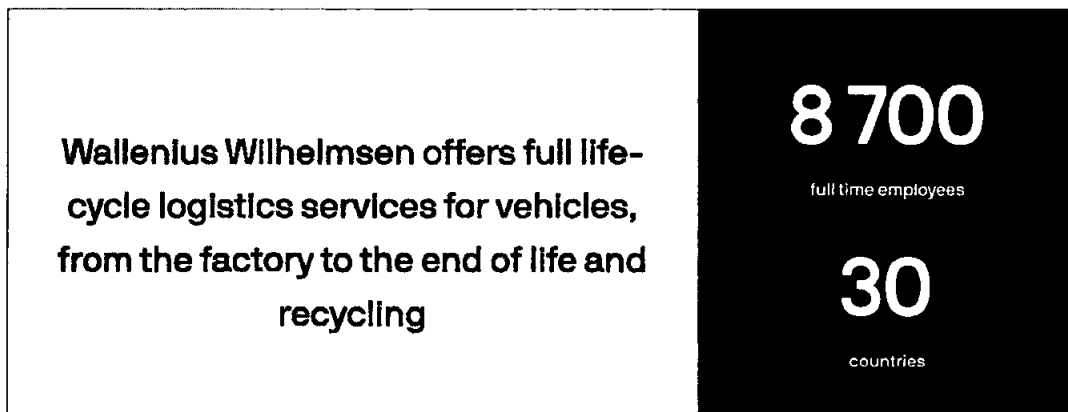 Wallenius Wilhelmsen offers full life-
cycle logistics services for vehicles,
from the factory to the end of life and
recycling
8 700
full time employees
30
countries